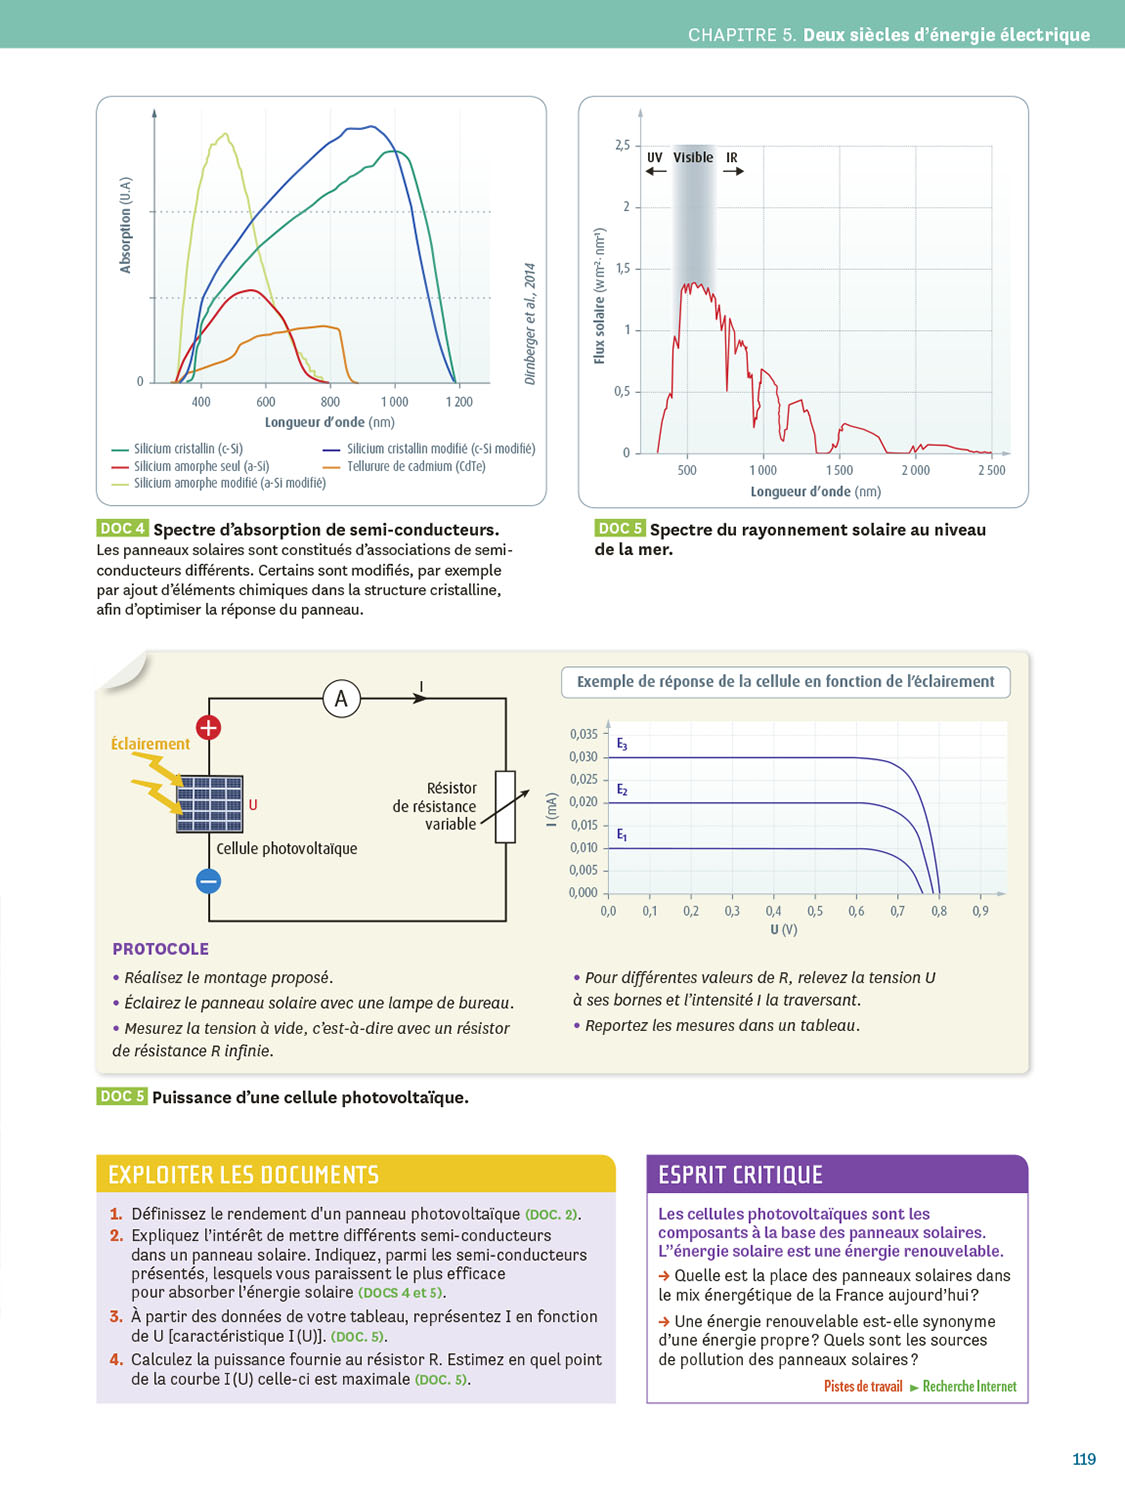 CHAPITRE 5. Deux siècles d'énergie électrique
Absorption (U.A)
0
400 600 800 1 000 1 200
Longueur d'onde (nm)
Dirnberger et al., 2014
Silicium cristallin (c-Si)
Silicium amorphe seul (a-Si)
Silicium amorphe modifié (a-Si modifié)
Silicium cristallin modifié (c-Si modifié)
Tellurure de cadmium (CdTe)
DOC 4 Spectre d'absorption de semi-conducteurs.
Les panneaux solaires sont constitués d'associations de semi-
conducteurs différents. Certains sont modifiés, par exemple
par ajout d'éléments chimiques dans la structure cristalline,
afin d'optimiser la réponse du panneau.
Flux solaire (w·m⁻²· nm⁻¹)
2,5
2
1,5
1
0,5
0
UV Visible IR
500 1 000 1 500 2 000 2 500
Longueur d'onde (nm)
DOC 5 Spectre du rayonnement solaire au niveau
de la mer.
A
I
Éclairement
U
Cellule photovoltaïque
Résistor
de résistance
variable
Exemple de réponse de la cellule en fonction de l'éclairement
I (mA)
0,035
0,030
0,025
0,020
0,015
0,010
0,005
0,000
E₃
E₂
E₁
0,0 0,1 0,2 0,3 0,4 0,5 0,6 0,7 0,8 0,9
U (V)
PROTOCOLE
• Réalisez le montage proposé.
• Éclairez le panneau solaire avec une lampe de bureau.
• Mesurez la tension à vide, c'est-à-dire avec un résistor
de résistance R infinie.
• Pour différentes valeurs de R, relevez la tension U
à ses bornes et l'intensité I la traversant.
• Reportez les mesures dans un tableau.
DOC 5 Puissance d'une cellule photovoltaïque.
EXPLOITER LES DOCUMENTS
1. Définissez le rendement d'un panneau photovoltaïque (DOC. 2).
2. Expliquez l'intérêt de mettre différents semi-conducteurs
dans un panneau solaire. Indiquez, parmi les semi-conducteurs
présentés, lesquels vous paraissent le plus efficace
pour absorber l'énergie solaire (DOCS 4 et 5).
3. À partir des données de votre tableau, représentez I en fonction
de U [caractéristique I (U)]. (DOC. 5).
4. Calculez la puissance fournie au résistor R. Estimez en quel point
de la courbe I (U) celle-ci est maximale (DOC. 5).
ESPRIT CRITIQUE
Les cellules photovoltaïques sont les
composants à la base des panneaux solaires.
L''énergie solaire est une énergie renouvelable.
→ Quelle est la place des panneaux solaires dans
le mix énergétique de la France aujourd'hui ?
→ Une énergie renouvelable est-elle synonyme
d'une énergie propre ? Quels sont les sources
de pollution des panneaux solaires ?
Pistes de travail ► Recherche Internet
119